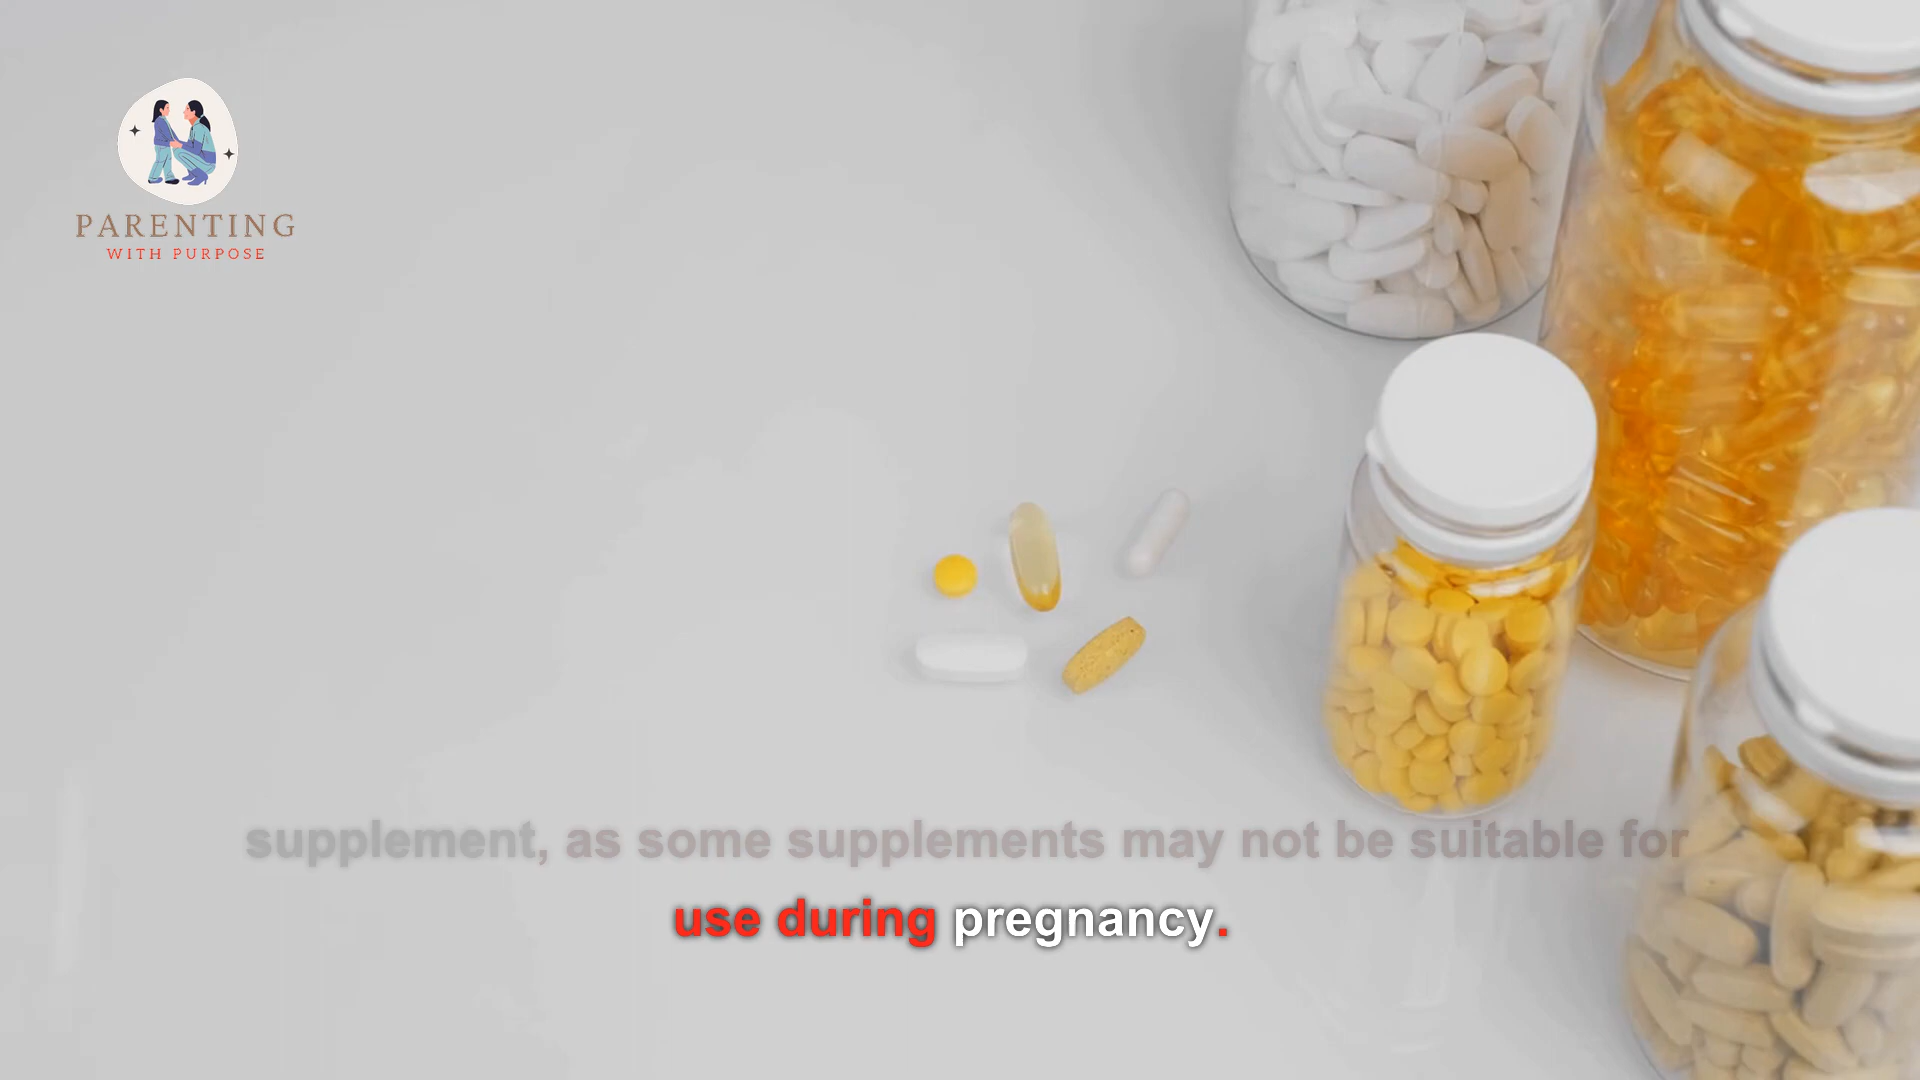 PARENTING
WITH PURPOSE
supplement, as some supplements may not be suitable for
use during pregnancy.